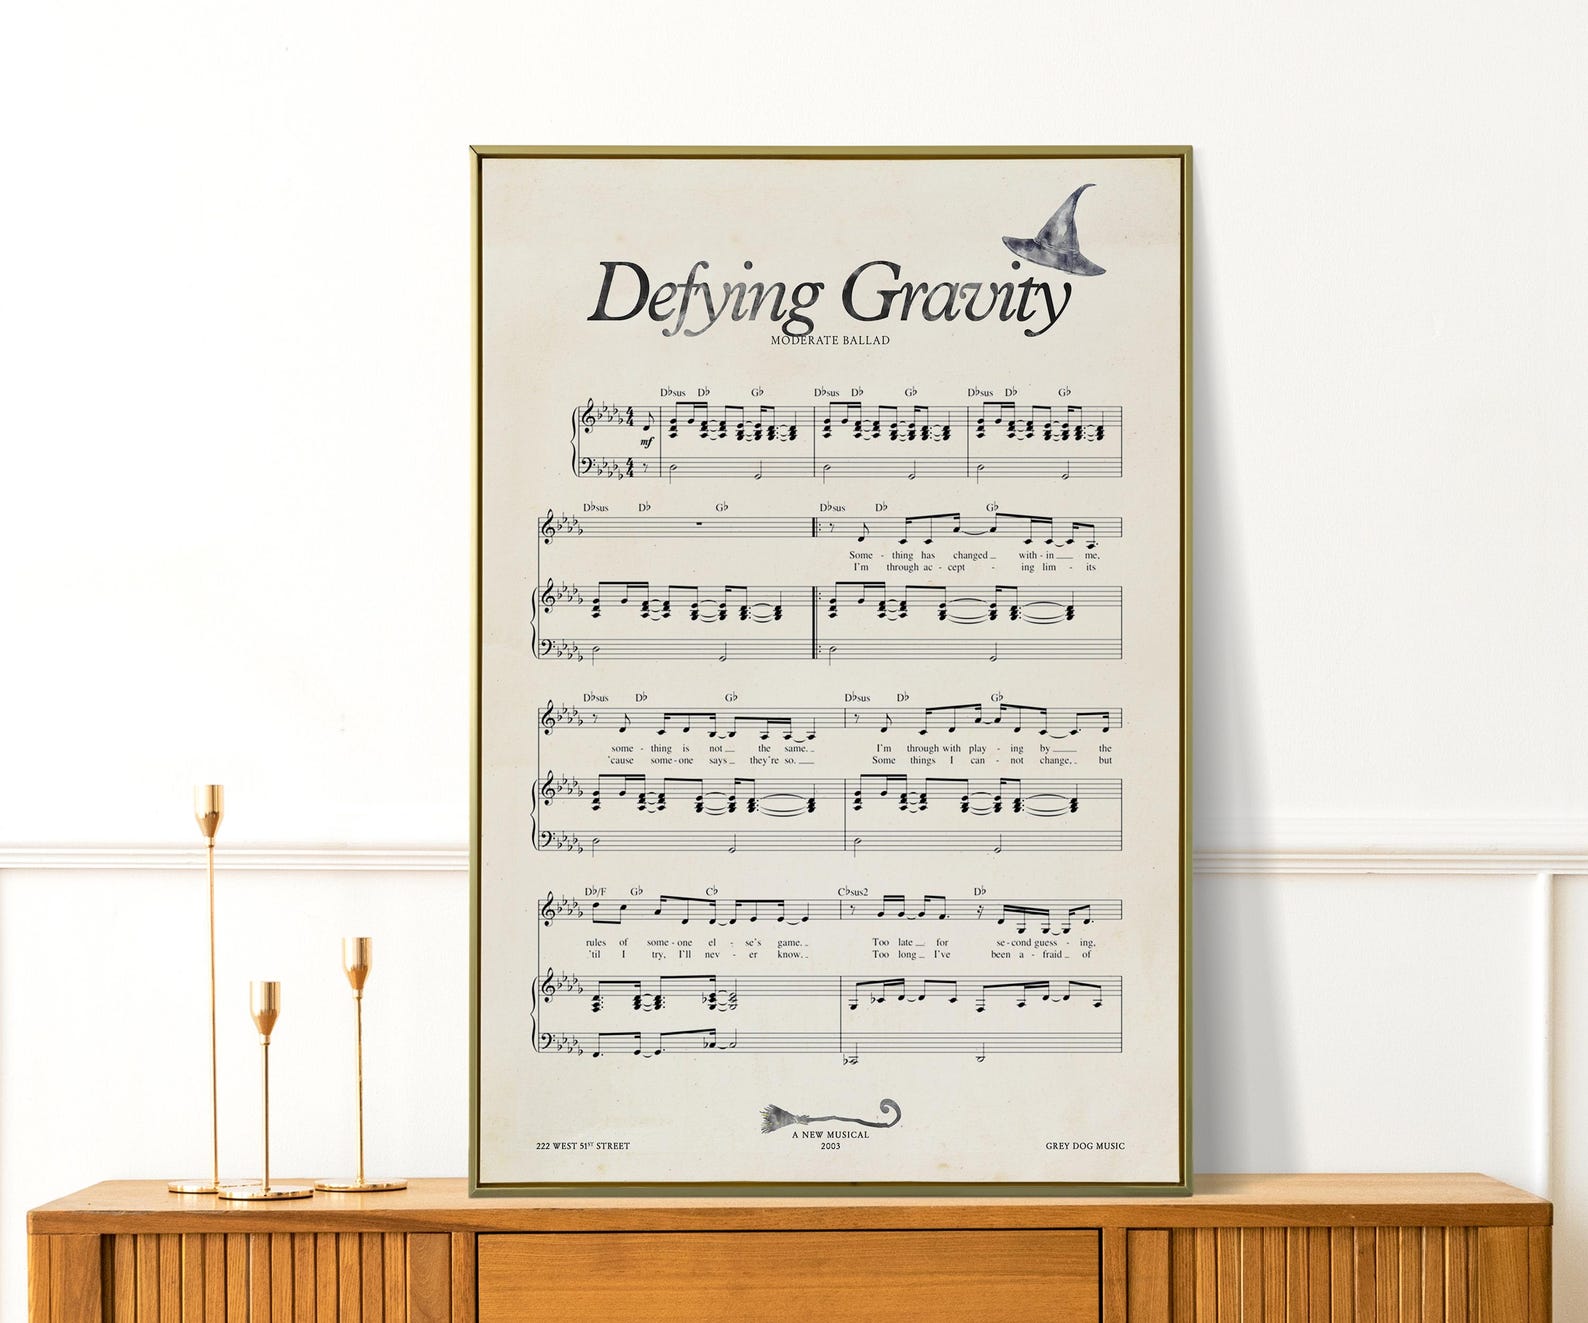 Defying Gravity
MODERATE BALLAD
D♭sus D♭ G♭ D♭sus D♭ G♭ D♭sus D♭ G♭
mf
D♭sus D♭ G♭ D♭sus D♭ G♭
Some - thing has changed with - in me,
I'm through ac - cept - ing lim - its
D♭sus D♭ G♭ D♭sus D♭ G♭
some - thing is not the same. I'm through with play - ing by the
'cause some - one says they're so. Some things I can - not change, but
D♭/F G♭ C♭ C♭sus2 D♭
rules of some - one el - se's game. Too late for se - cond guess - ing,
'til I try, I'll nev - er know. Too long I've been a - fraid of
A NEW MUSICAL
222 WEST 51ST STREET 2003 GREY DOG MUSIC